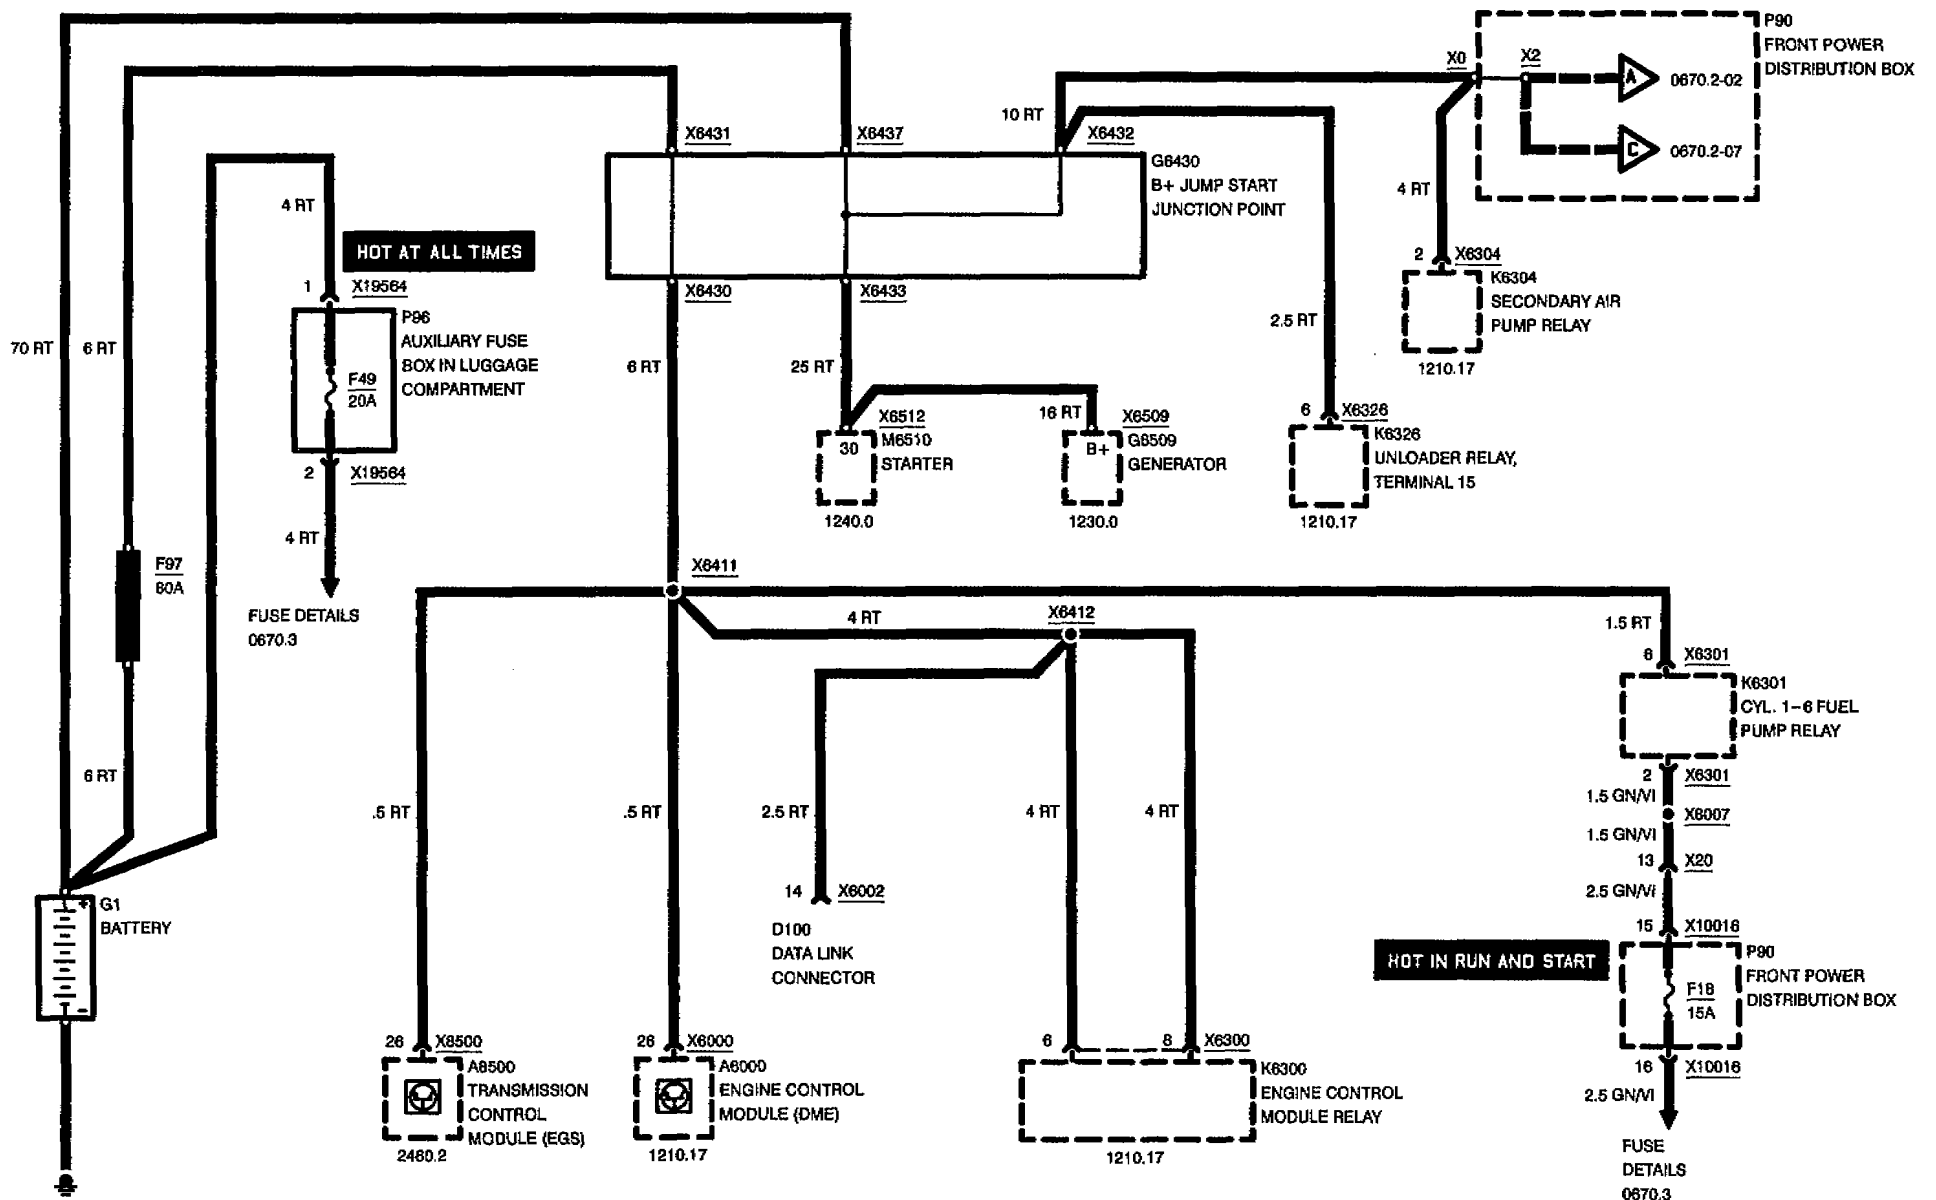 P90
FRONT POWER
DISTRIBUTION BOX
X0
X2
A
0670.2-02
C
0670.2-07
10 RT
X6431
X6437
X6432
G6430
B+ JUMP START
JUNCTION POINT
4 RT
4 RT
HOT AT ALL TIMES
2
X6304
K6304
SECONDARY AIR
PUMP RELAY
1210.17
1
X19564
X6430
X6433
P96
AUXILIARY FUSE
BOX IN LUGGAGE
COMPARTMENT
F49
20A
70 RT
6 RT
6 RT
25 RT
2.5 RT
16 RT
X6512
M6510
STARTER
30
1240.0
X6509
G6509
GENERATOR
B+
1230.0
6
X6326
K6326
UNLOADER RELAY,
TERMINAL 15
1210.17
2
X19564
4 RT
FUSE DETAILS
0670.3
F97
80A
X6411
4 RT
X6412
1.5 RT
6
X6301
K6301
CYL. 1-6 FUEL
PUMP RELAY
2
X6301
1.5 GN/VI
X8007
1.5 GN/VI
13
X20
2.5 GN/VI
15
X10016
6 RT
.5 RT
.5 RT
2.5 RT
4 RT
4 RT
14
X6002
D100
DATA LINK
CONNECTOR
+
G1
BATTERY
-
HOT IN RUN AND START
P90
FRONT POWER
DISTRIBUTION BOX
F18
15A
16
X10016
2.5 GN/VI
FUSE
DETAILS
0670.3
26
X8500
A8500
TRANSMISSION
CONTROL
MODULE (EGS)
2460.2
26
X6000
A6000
ENGINE CONTROL
MODULE (DME)
1210.17
6
8
X6300
K6300
ENGINE CONTROL
MODULE RELAY
1210.17